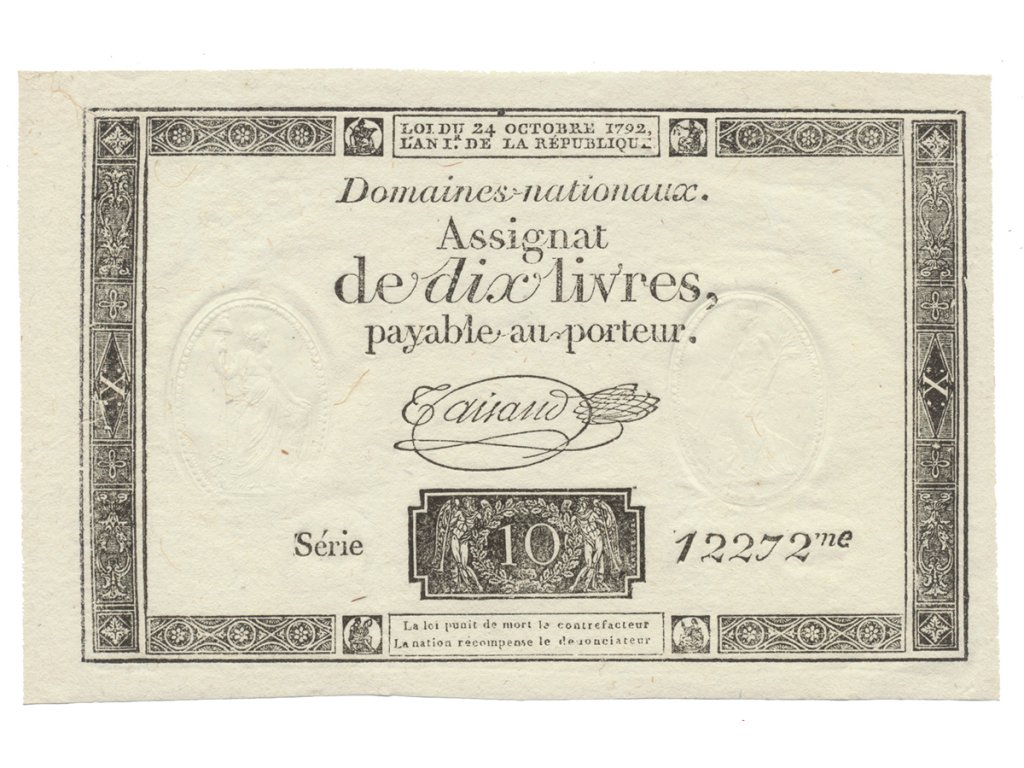 LOI DU 24 OCTOBRE 1792,
L'AN I.ᴿ DE LA RÉPUBLIQUE.
Domaines nationaux.
Assignat
de dix livres,
payable au porteur.
Taisaud
Série 10 12272me
X X
La loi punit de mort le contrefacteur
La nation récompense le dénonciateur